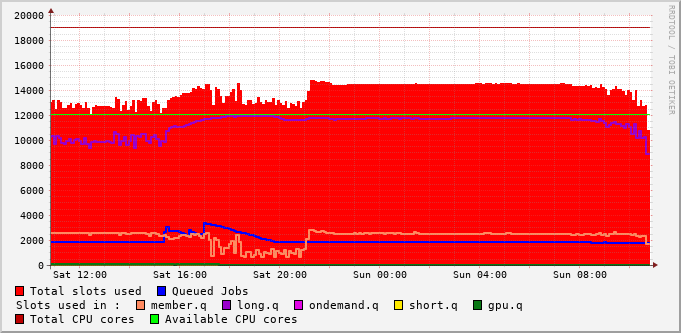 20000
18000
16000
14000
12000
10000
8000
6000
4000
2000
0
Sat 12:00 Sat 16:00 Sat 20:00 Sun 00:00 Sun 04:00 Sun 08:00
RRDTOOL / TOBI OETIKER
Total slots used Queued Jobs
Slots used in : member.q long.q ondemand.q short.q gpu.q
Total CPU cores Available CPU cores